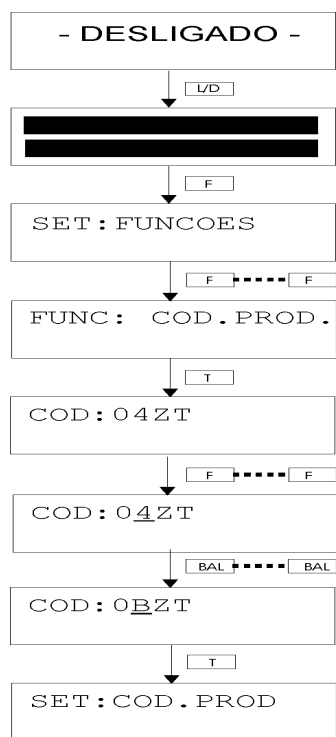 - DESLIGADO -
L/D
F
SET:FUNCOES
F F
FUNC: COD.PROD.
T
COD:04ZT
F F
COD:04ZT
BAL BAL
COD:0BZT
T
SET:COD.PROD